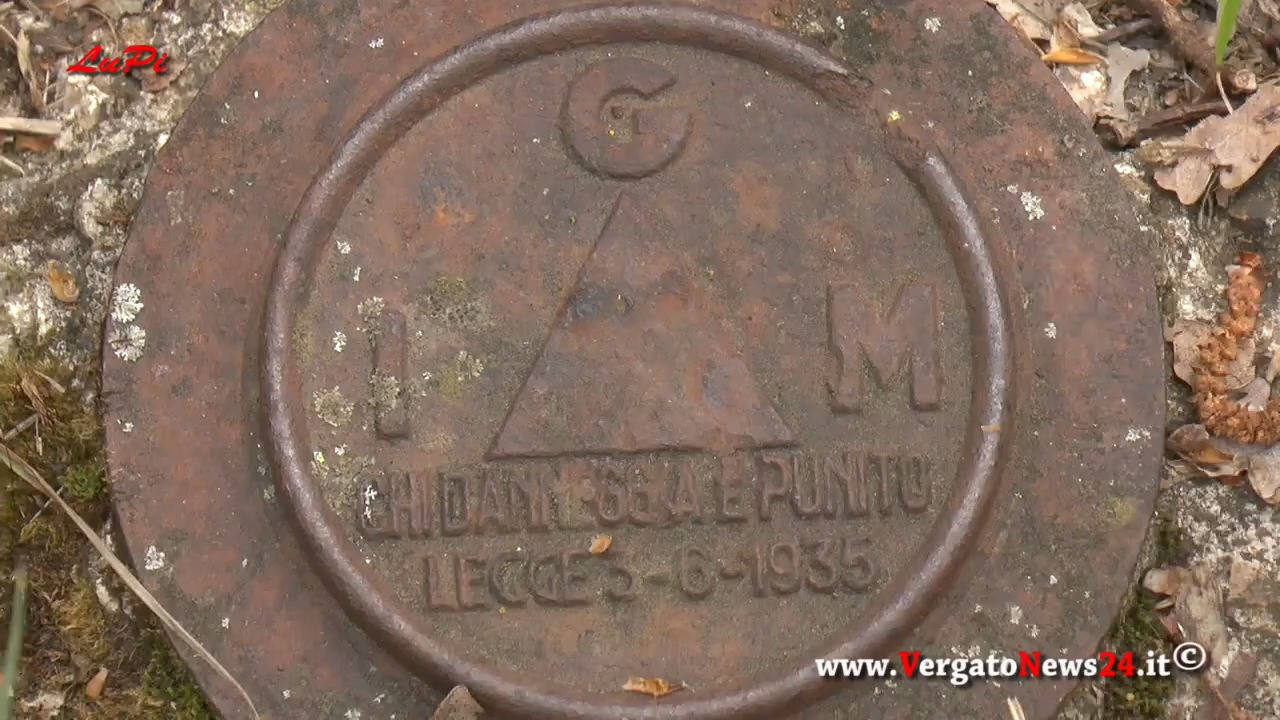 LuPi
G
I M
CHI DANNEGGIA E PUNITO
LEGGE 3-6-1935
www.VergatoNews24.it©